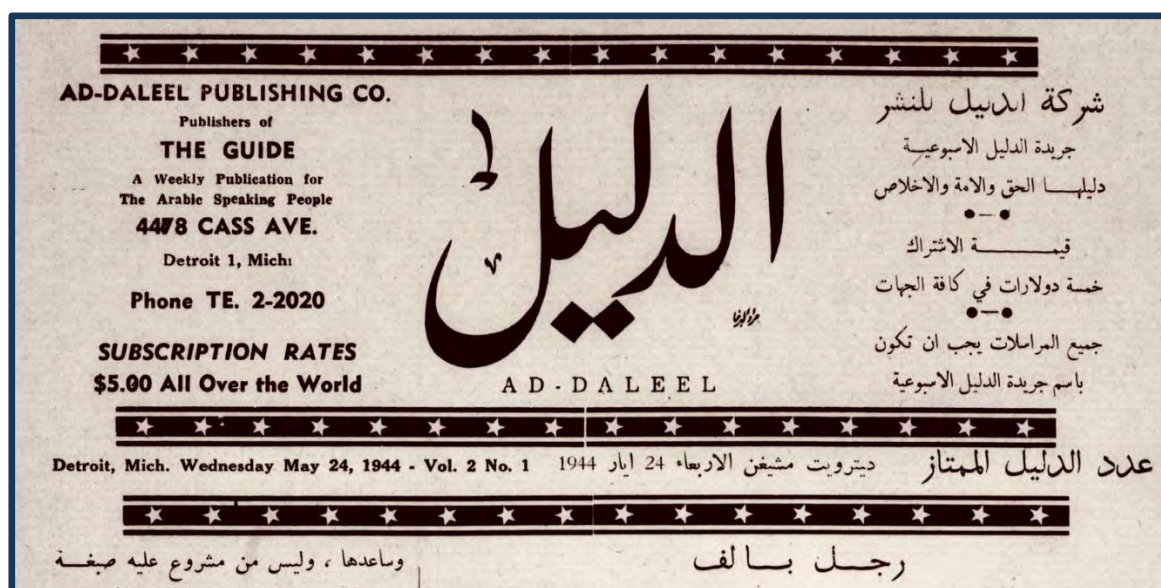 AD-DALEEL PUBLISHING CO.
Publishers of
THE GUIDE
A Weekly Publication for
The Arabic Speaking People
4478 CASS AVE.
Detroit 1, Mich.
Phone TE. 2-2020
SUBSCRIPTION RATES
$5.00 All Over the World
الدليل
AD-DALEEL
شركة الدليل للنشر
جريدة الدليل الاسبوعية
دليلها الحق والامة والاخلاص
قيمة الاشتراك
خمسة دولارات في كافة الجهات
جميع المراسلات يجب ان تكون
باسم جريدة الدليل الاسبوعية
Detroit, Mich. Wednesday May 24, 1944 - Vol. 2 No. 1 ديترويت مشيغن الاربعاء 24 ايار 1944 عدد الدليل الممتاز
رجل بالف
وساعدها ، وليس من مشروع عليه صبغة